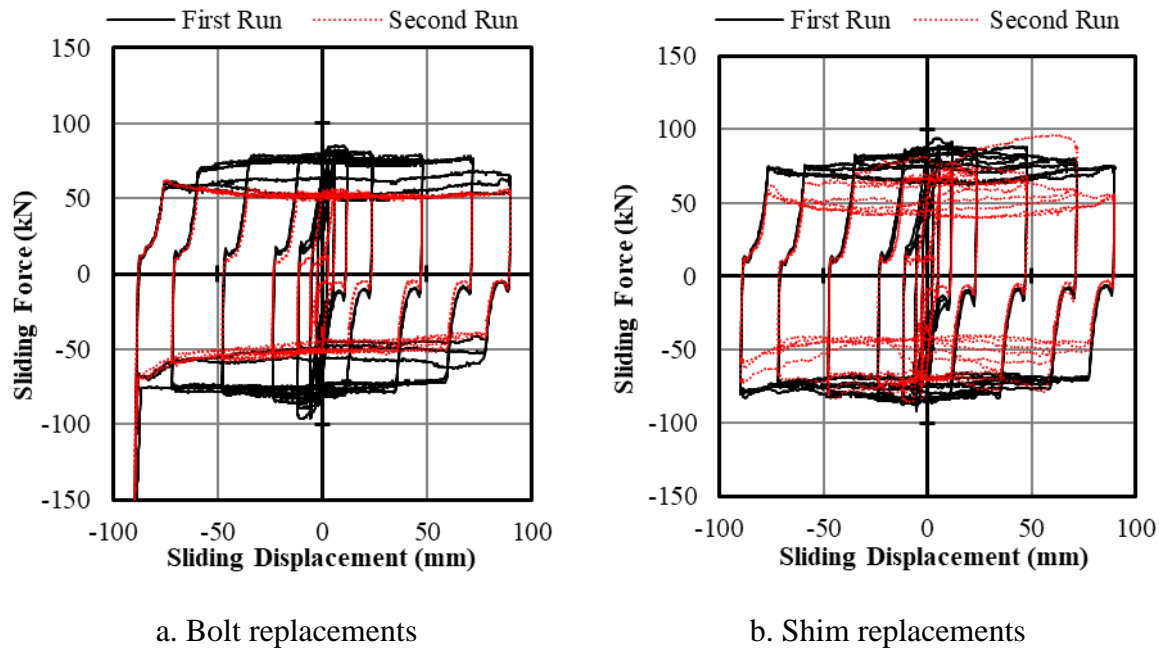 First Run Second Run
150
100
50
0
-50
-100
-150
-100 -50 0 50 100
Sliding Force (kN)
Sliding Displacement (mm)
a. Bolt replacements
First Run Second Run
150
100
50
0
-50
-100
-150
-100 -50 0 50 100
Sliding Force (kN)
Sliding Displacement (mm)
b. Shim replacements